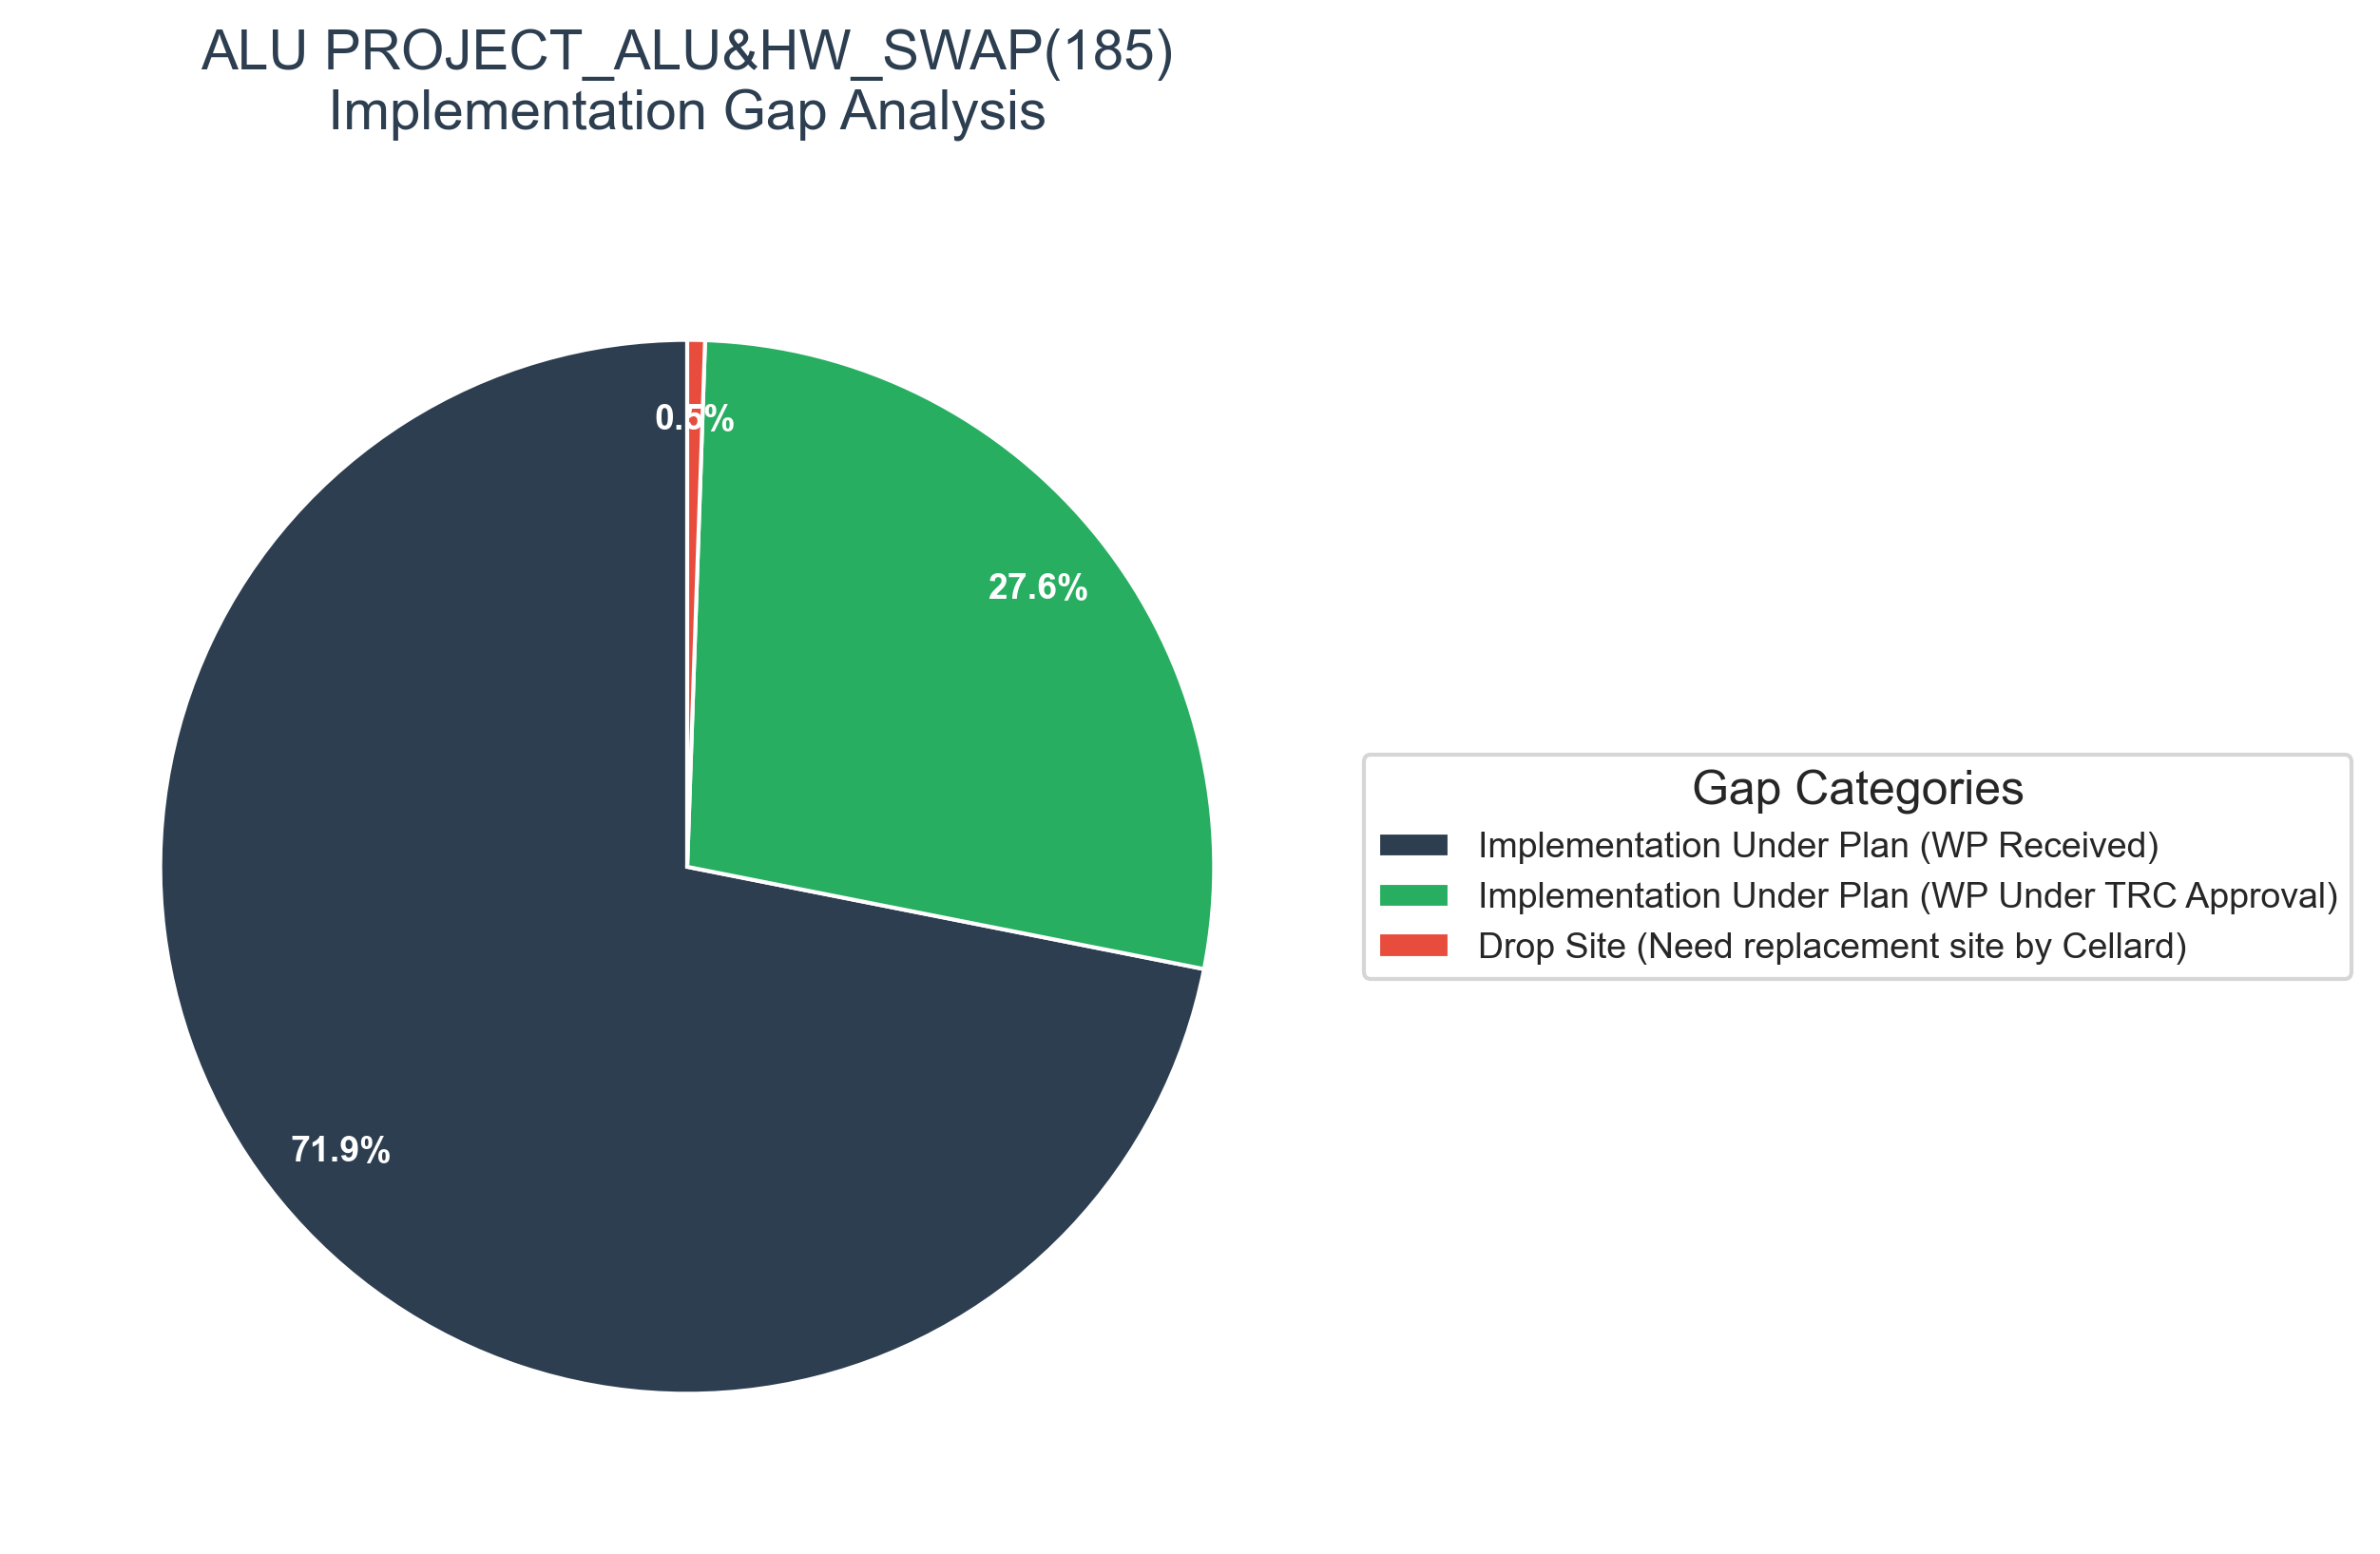 ALU PROJECT_ALU&HW_SWAP(185)
Implementation Gap Analysis
0.5%
27.6%
71.9%
Gap Categories
Implementation Under Plan (WP Received)
Implementation Under Plan (WP Under TRC Approval)
Drop Site (Need replacement site by Cellard)